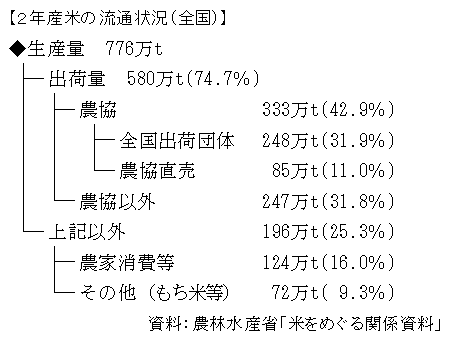 【２年産米の流通状況（全国）】
◆生産量　776万t
出荷量　580万t(74.7%)
農協　333万t(42.9%)
全国出荷団体　248万t(31.9%)
農協直売　85万t(11.0%)
農協以外　247万t(31.8%)
上記以外　196万t(25.3%)
農家消費等　124万t(16.0%)
その他（もち米等）　72万t( 9.3%)
資料：農林水産省「米をめぐる関係資料」